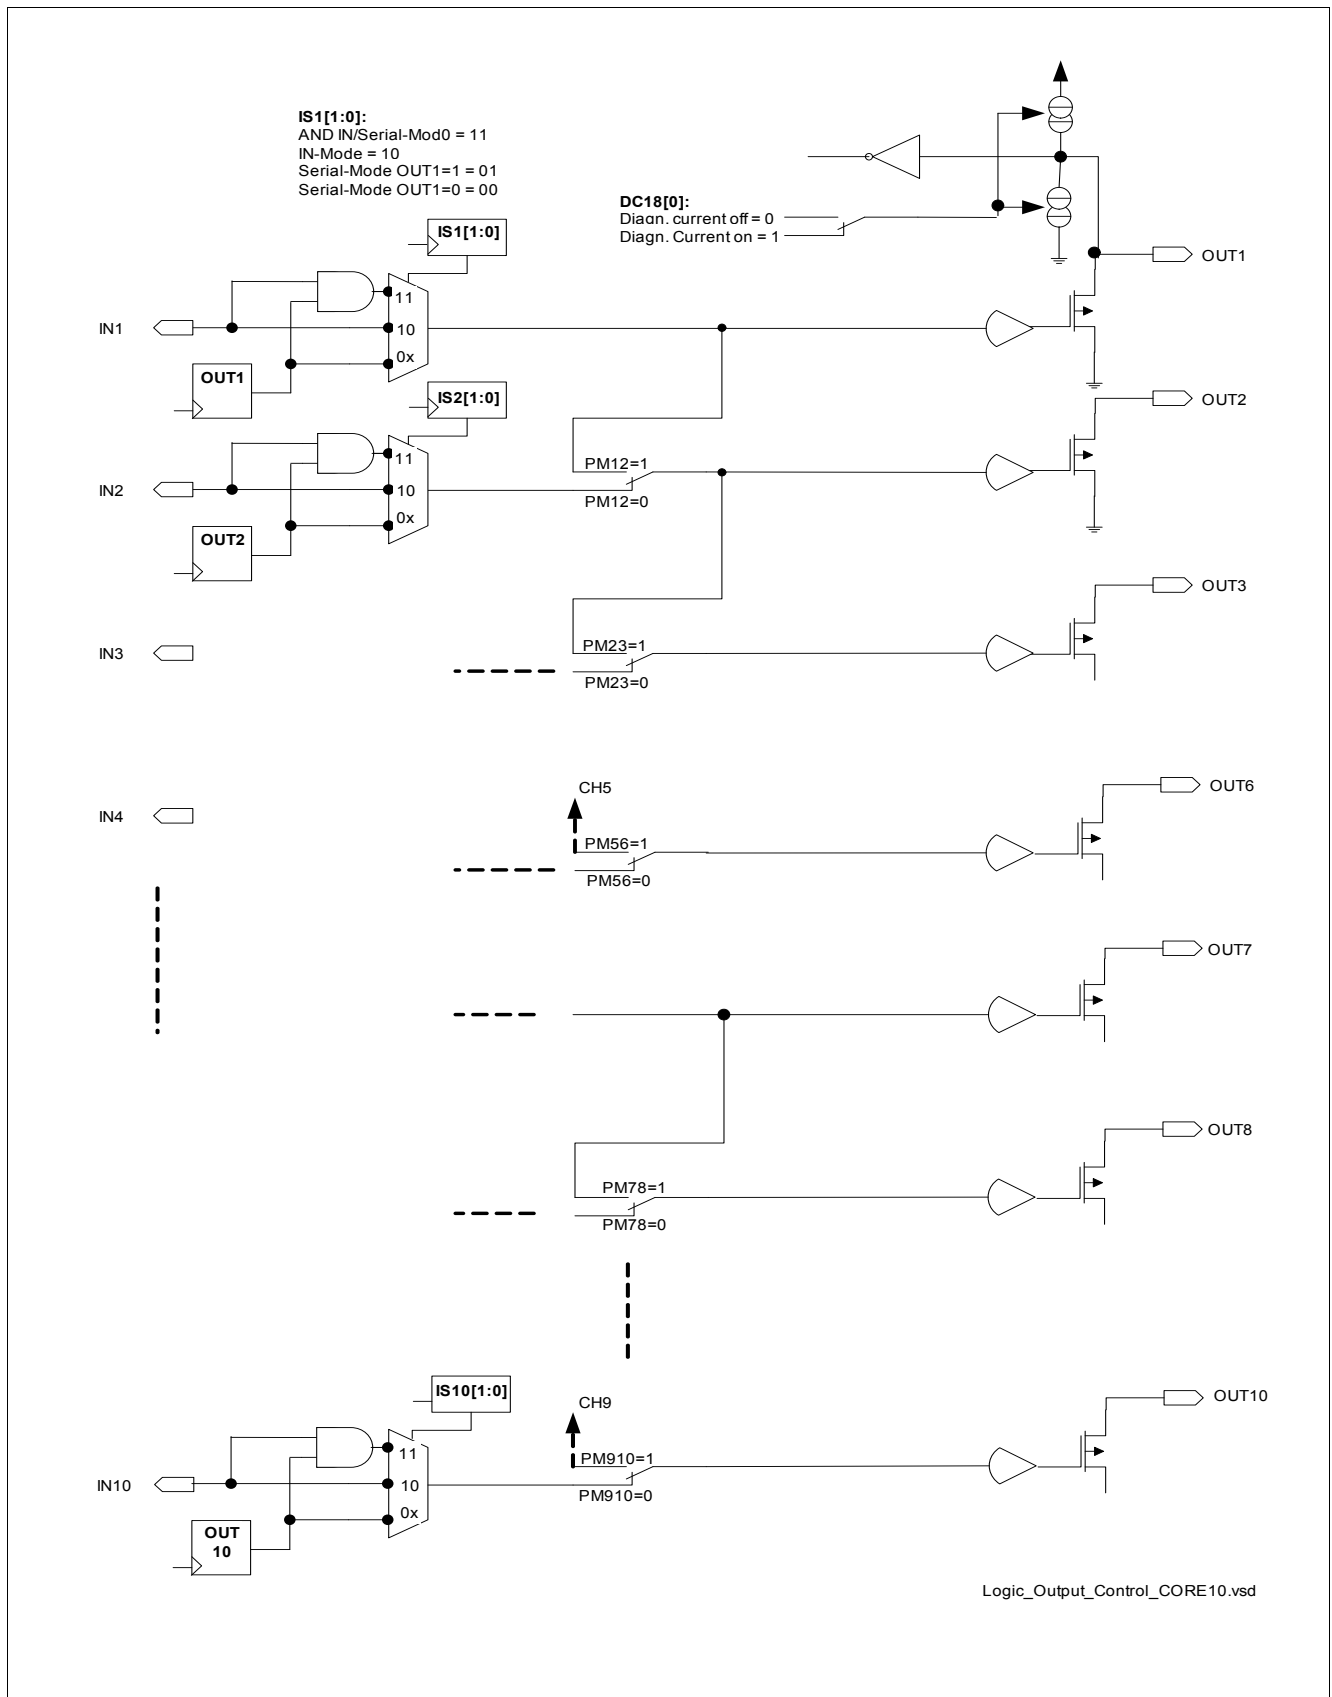 IS1[1:0]:
AND IN/Serial-Mod0 = 11
IN-Mode = 10
Serial-Mode OUT1=1 = 01
Serial-Mode OUT1=0 = 00
DC18[0]:
Diagn. current off = 0
Diagn. Current on = 1
IS1[1:0]
OUT1
11
IN1
10
0x
OUT1
IS2[1:0]
OUT2
11
PM12=1
IN2
10
PM12=0
0x
OUT2
OUT3
PM23=1
IN3
PM23=0
CH5
OUT6
IN4
PM56=1
PM56=0
OUT7
OUT8
PM78=1
PM78=0
IS10[1:0]
CH9
OUT10
11
PM910=1
IN10
10
PM910=0
0x
OUT
10
Logic_Output_Control_CORE10.vsd